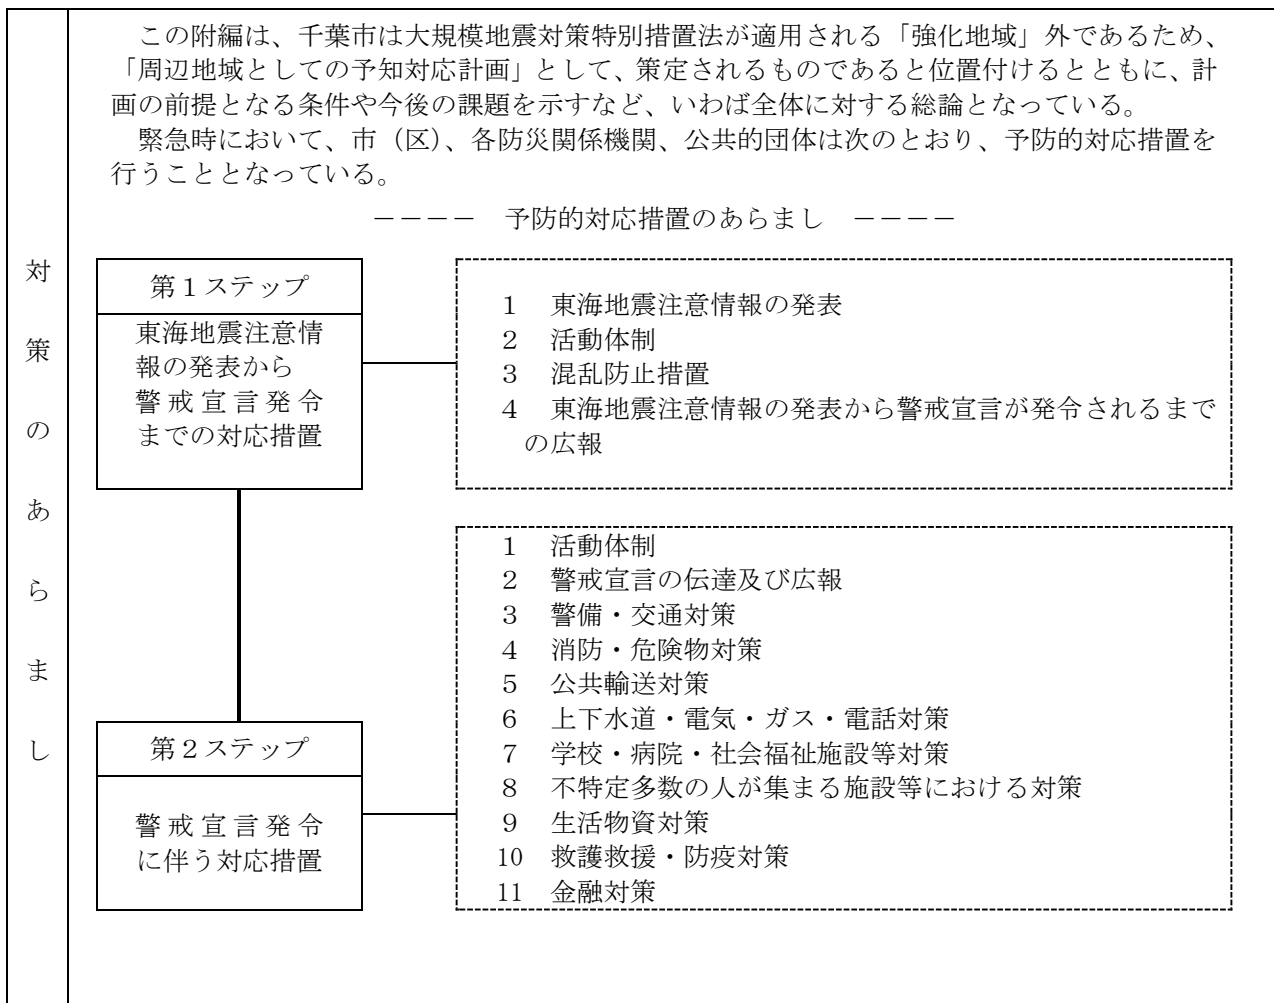 対策のあらまし
この附編は、千葉市は大規模地震対策特別措置法が適用される「強化地域」外であるため、
「周辺地域としての予知対応計画」として、策定されるものであると位置付けるとともに、計
画の前提となる条件や今後の課題を示すなど、いわば全体に対する総論となっている。
緊急時において、市（区）、各防災関係機関、公共的団体は次のとおり、予防的対応措置を
行うこととなっている。
－－－－　予防的対応措置のあらまし　－－－－
第１ステップ
東海地震注意情
報の発表から
警戒宣言発令
までの対応措置
１　東海地震注意情報の発表
２　活動体制
３　混乱防止措置
４　東海地震注意情報の発表から警戒宣言が発令されるまで
の広報
第２ステップ
警戒宣言発令
に伴う対応措置
１　活動体制
２　警戒宣言の伝達及び広報
３　警備・交通対策
４　消防・危険物対策
５　公共輸送対策
６　上下水道・電気・ガス・電話対策
７　学校・病院・社会福祉施設等対策
８　不特定多数の人が集まる施設等における対策
９　生活物資対策
10　救護救援・防疫対策
11　金融対策